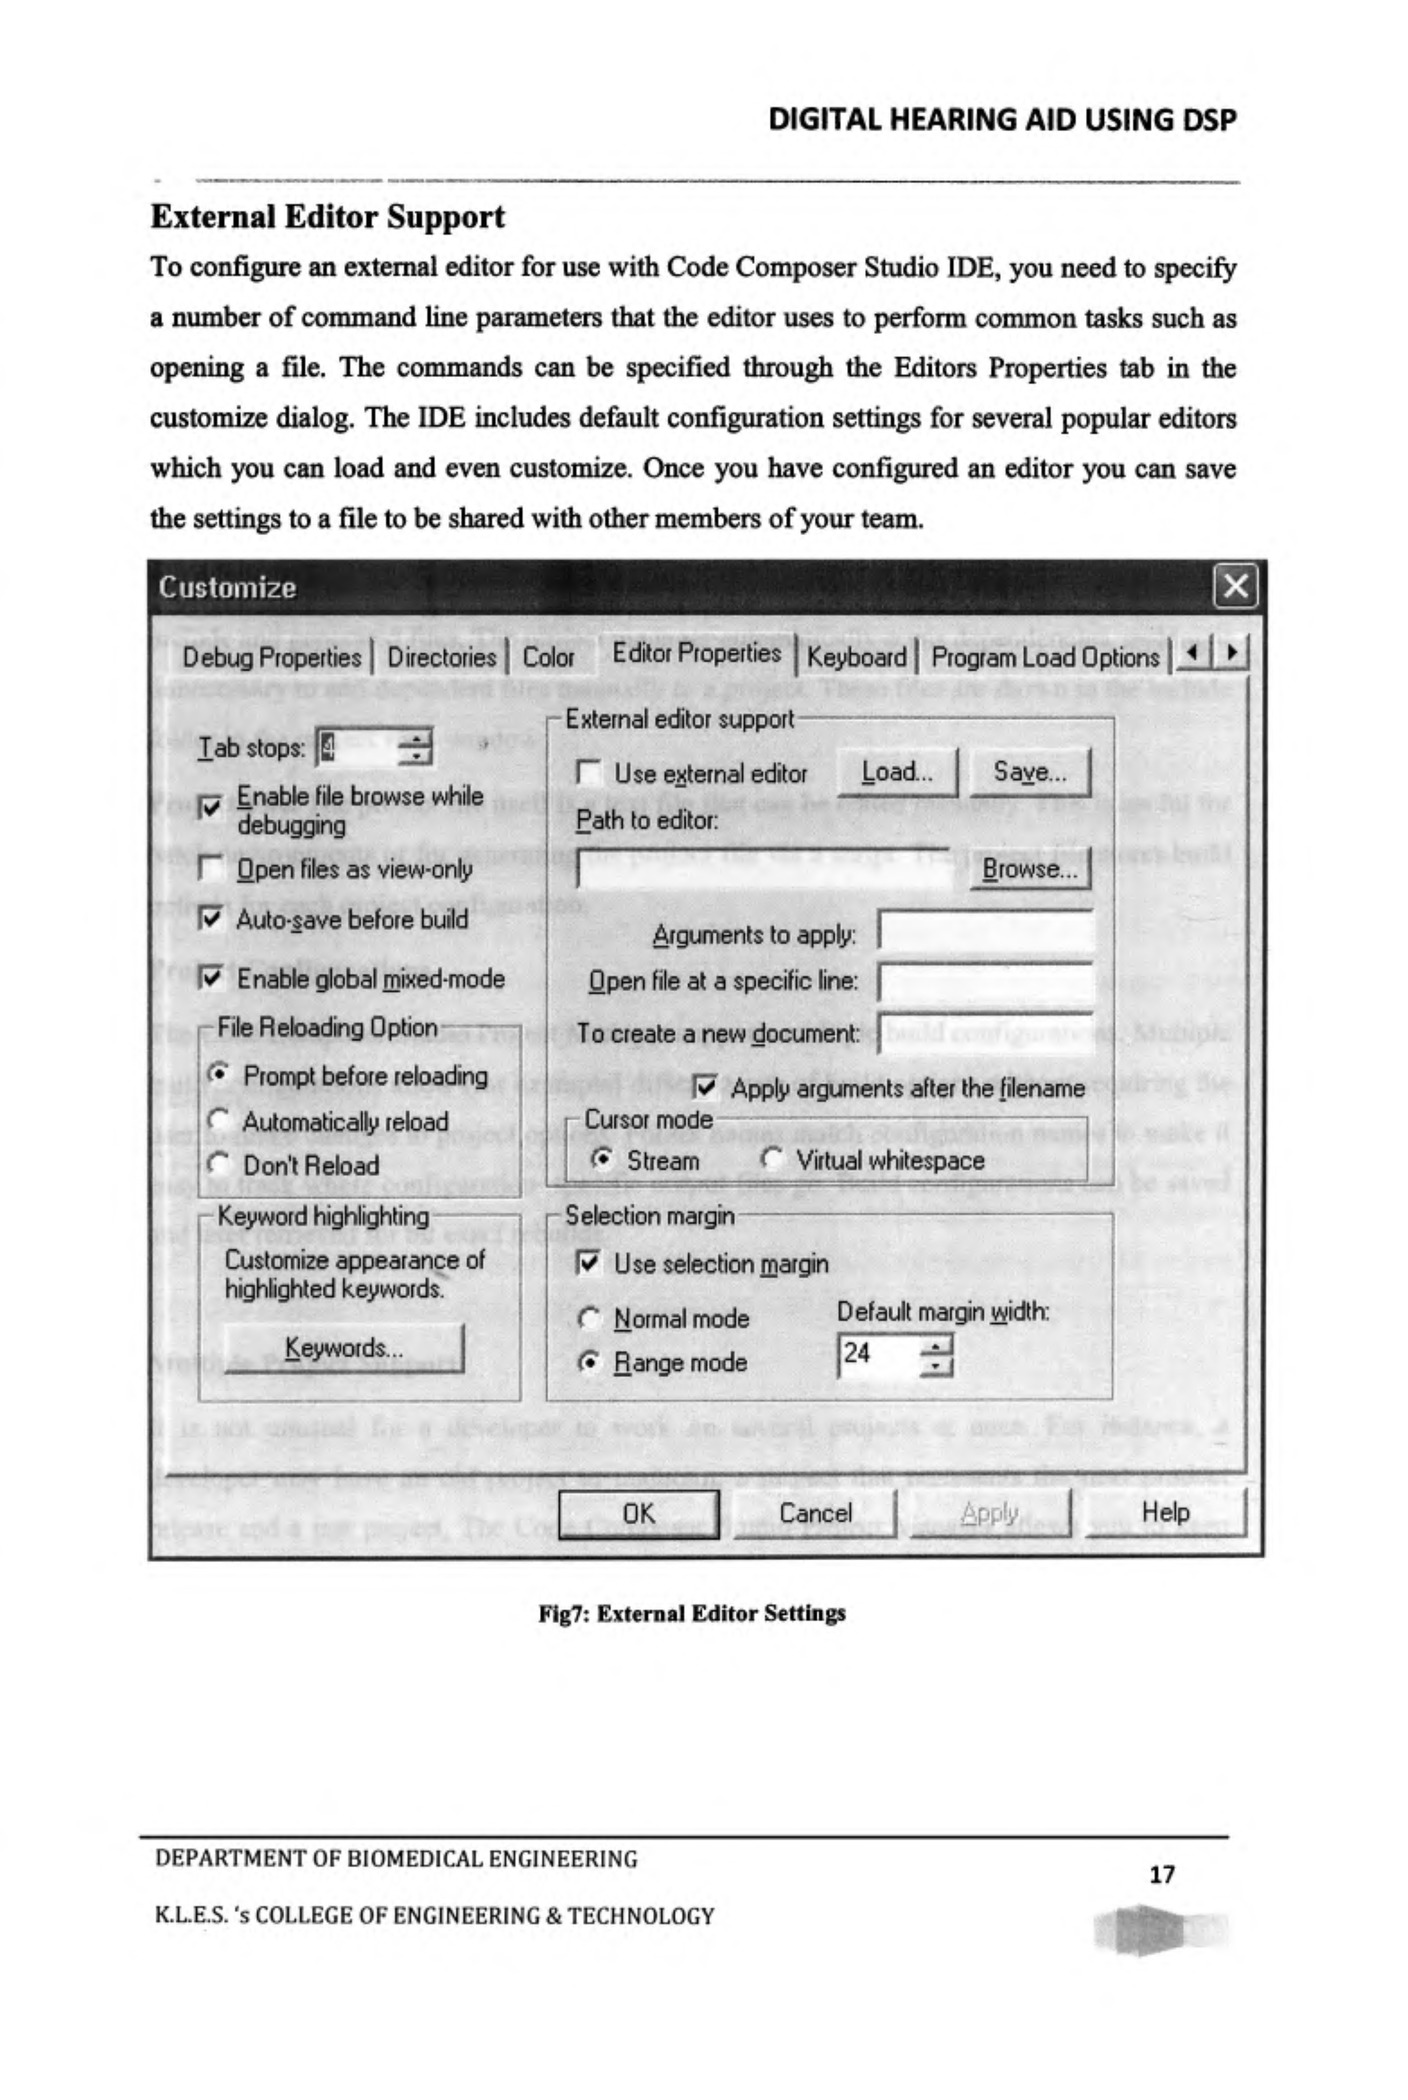 DIGITAL HEARING AID USING DSP
External Editor Support
To configure an external editor for use with Code Composer Studio IDE, you need to specify
a number of command line parameters that the editor uses to perform common tasks such as
opening a file. The commands can be specified through the Editors Properties tab in the
customize dialog. The IDE includes default configuration settings for several popular editors
which you can load and even customize. Once you have configured an editor you can save
the settings to a file to be shared with other members of your team.
Customize
Debug Properties Directories Color Editor Properties Keyboard Program Load Options
Tab stops: 4
Enable file browse while
debugging
Open files as view-only
Auto-save before build
Enable global mixed-mode
File Reloading Option
Prompt before reloading
Automatically reload
Don't Reload
Keyword highlighting
Customize appearance of
highlighted keywords.
Keywords...
External editor support
Use external editor Load... Save...
Path to editor:
Browse...
Arguments to apply:
Open file at a specific line:
To create a new document:
Apply arguments after the filename
Cursor mode
Stream Virtual whitespace
Selection margin
Use selection margin
Normal mode Default margin width:
Range mode 24
OK Cancel Apply Help
Fig7: External Editor Settings
DEPARTMENT OF BIOMEDICAL ENGINEERING
17
K.L.E.S. 's COLLEGE OF ENGINEERING & TECHNOLOGY